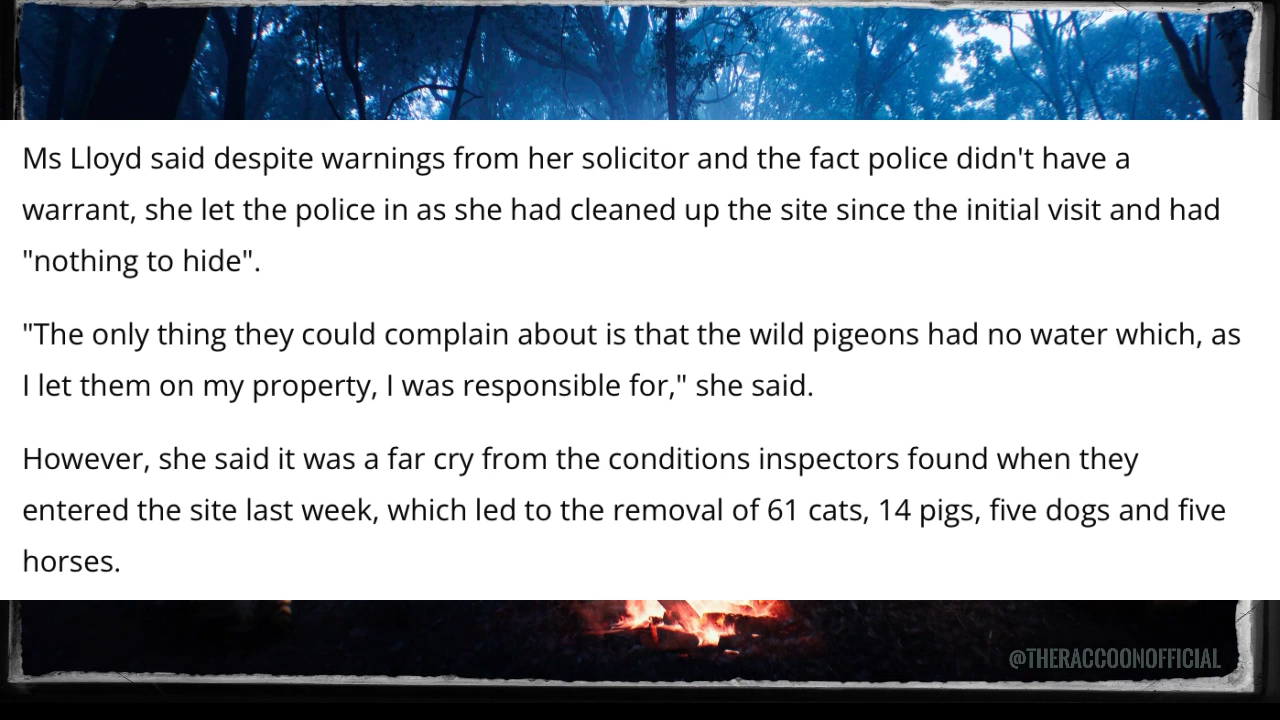 Ms Lloyd said despite warnings from her solicitor and the fact police didn't have a
warrant, she let the police in as she had cleaned up the site since the initial visit and had
"nothing to hide".
"The only thing they could complain about is that the wild pigeons had no water which, as
I let them on my property, I was responsible for," she said.
However, she said it was a far cry from the conditions inspectors found when they
entered the site last week, which led to the removal of 61 cats, 14 pigs, five dogs and five
horses.
@THERACCOONOFFICIAL